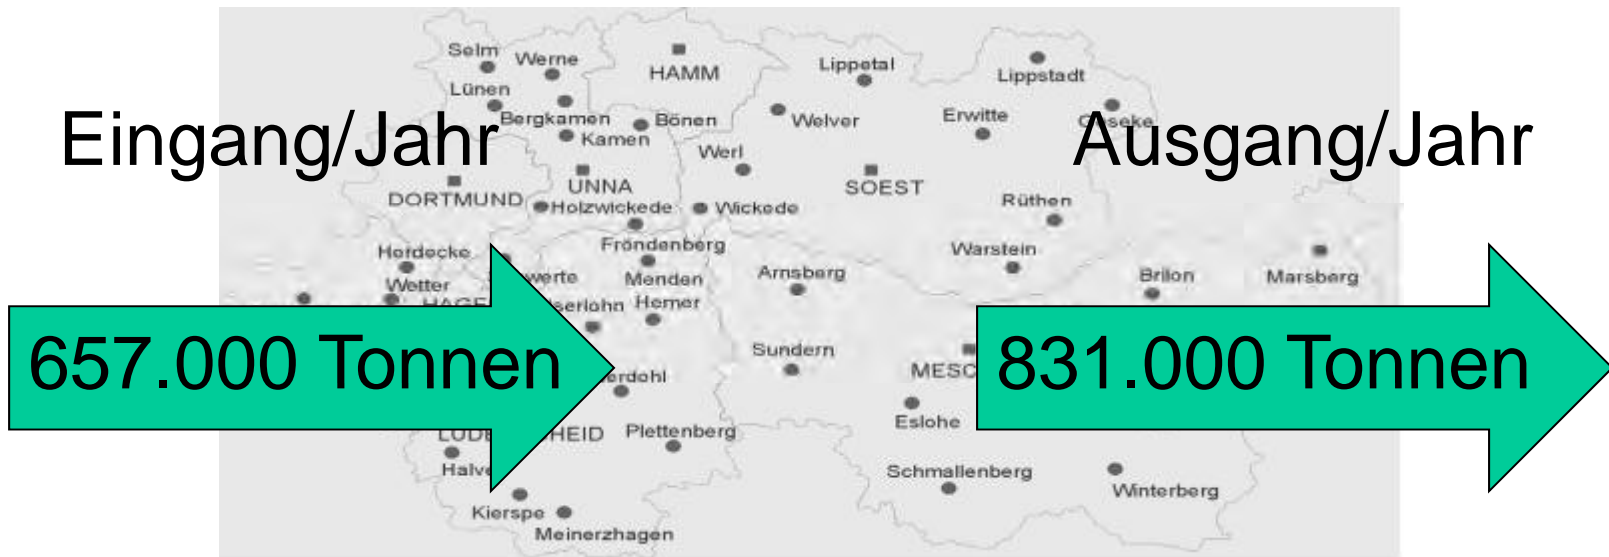 Selm
Werne
HAMM
Lippetal
Lippstadt
Lünen
Bergkamen
Bönen
Welver
Erwitte
Eingang/Jahr
Ausgang/Jahr
Kamen
Werl
UNNA
SOEST
DORTMUND
Holzwickede
Wickede
Rüthen
Fröndenberg
Herdecke
Warstein
Menden
Arnsberg
Brilon
Marsberg
Wetter
Hemer
657.000 Tonnen
831.000 Tonnen
Sundern
Eslohe
Plettenberg
Schmallenberg
Winterberg
Kierspe
Meinerzhagen